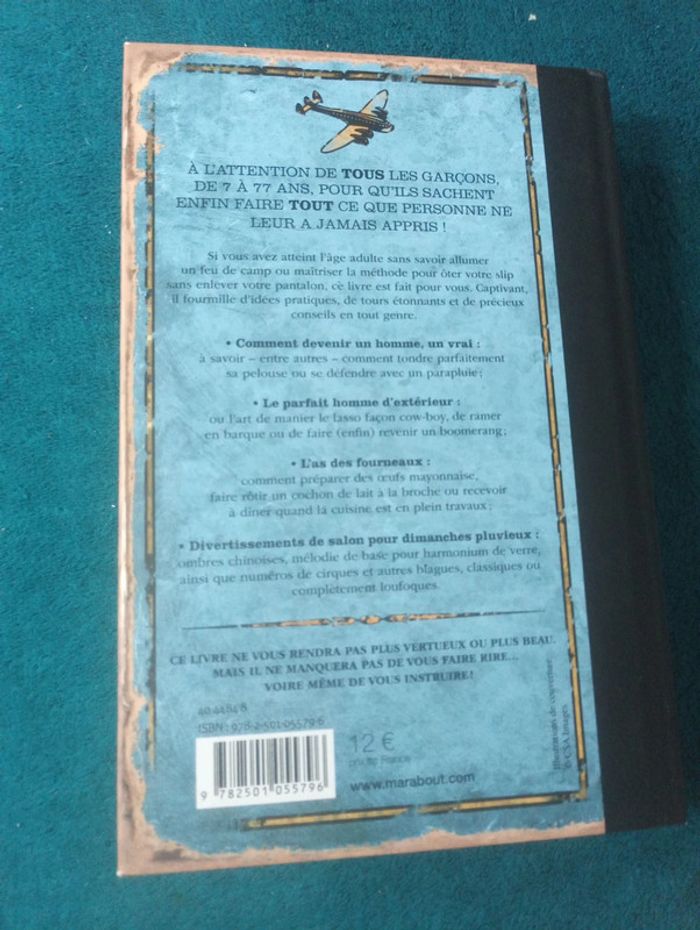 À L'ATTENTION DE TOUS LES GARÇONS,
DE 7 À 77 ANS, POUR QU'ILS SACHENT
ENFIN FAIRE TOUT CE QUE PERSONNE NE
LEUR A JAMAIS APPRIS !
Si vous avez atteint l'âge adulte sans savoir allumer
un feu de camp ou maîtriser la méthode pour ôter votre slip
sans enlever votre pantalon, ce livre est fait pour vous. Captivant,
il fourmille d'idées pratiques, de tours étonnants et de précieux
conseils en tout genre.
• Comment devenir un homme, un vrai :
à savoir – entre autres – comment tondre parfaitement
sa pelouse ou se défendre avec un parapluie ;
• Le parfait homme d'extérieur :
ou l'art de manier le lasso façon cow-boy, de ramer
en barque ou de faire (enfin) revenir un boomerang ;
• L'as des fourneaux :
comment préparer des œufs mayonnaise,
faire rôtir un cochon de lait à la broche ou recevoir
à dîner quand la cuisine est en plein travaux ;
• Divertissements de salon pour dimanches pluvieux :
ombres chinoises, mélodie de base pour harmonium de verre,
ainsi que numéros de cirques et autres blagues, classiques ou
complètement loufoques.
CE LIVRE NE VOUS RENDRA PAS PLUS VERTUEUX OU PLUS BEAU.
MAIS IL NE MANQUERA PAS DE VOUS FAIRE RIRE...
VOIRE MÊME DE VOUS INSTRUIRE !
40.4484.8
ISBN : 978-2-501-05579-6
9 782501 055796
12 €
prix de France
www.marabout.com
Illustrations de couverture
© CSA Images